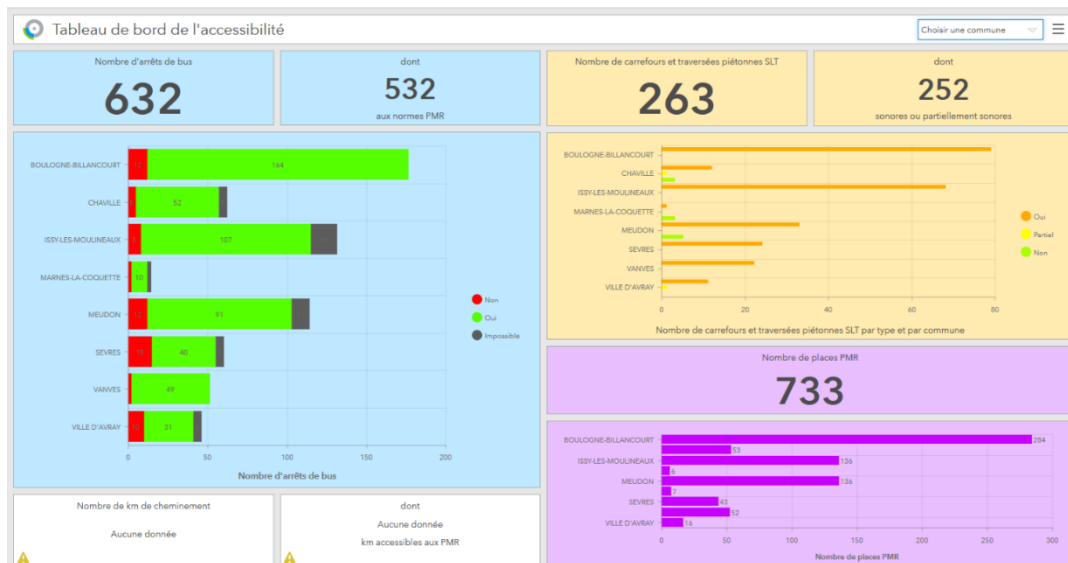 Tableau de bord de l'accessibilité
Choisir une commune
Nombre d'arrêts de bus
632
dont
532
aux normes PMR
Nombre de carrefours et traversées piétonnes SLT
263
dont
252
sonores ou partiellement sonores
BOULOGNE-BILLANCOURT
164
CHAVILLE
52
ISSY-LES-MOULINEAUX
107
MARNES-LA-COQUETTE
10
MEUDON
12
91
SEVRES
15
40
VANVES
49
VILLE D'AVRAY
10
31
0
50
100
150
200
Nombre d'arrêts de bus
Non
Oui
Impossible
BOULOGNE-BILLANCOURT
CHAVILLE
ISSY-LES-MOULINEAUX
MARNES-LA-COQUETTE
MEUDON
SEVRES
VANVES
VILLE D'AVRAY
0
20
40
60
80
Nombre de carrefours et traversées piétonnes SLT par type et par commune
Oui
Partiel
Non
Nombre de places PMR
733
BOULOGNE-BILLANCOURT
284
53
ISSY-LES-MOULINEAUX
136
6
MEUDON
136
7
SEVRES
43
52
VILLE D'AVRAY
16
0
50
100
150
200
250
300
Nombre de places PMR
Nombre de km de cheminement
Aucune donnée
dont
Aucune donnée
km accessibles aux PMR